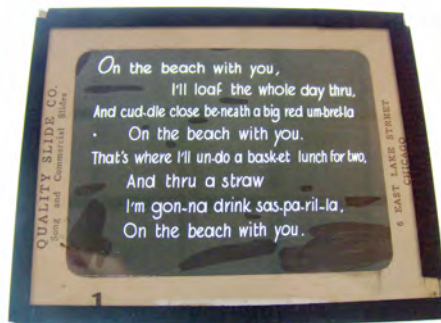 On the beach with you,
I'll loaf the whole day thru,
And cud-dle close be-neath a big red um-brel-la
On the beach with you.
That's where I'll un-do a bask-et lunch for two,
And thru a straw
I'm gon-na drink sas-pa-ril-la,
On the beach with you.
QUALITY SLIDE CO.
Song and Commercial Slides
6 EAST LAKE STREET
CHICAGO
1